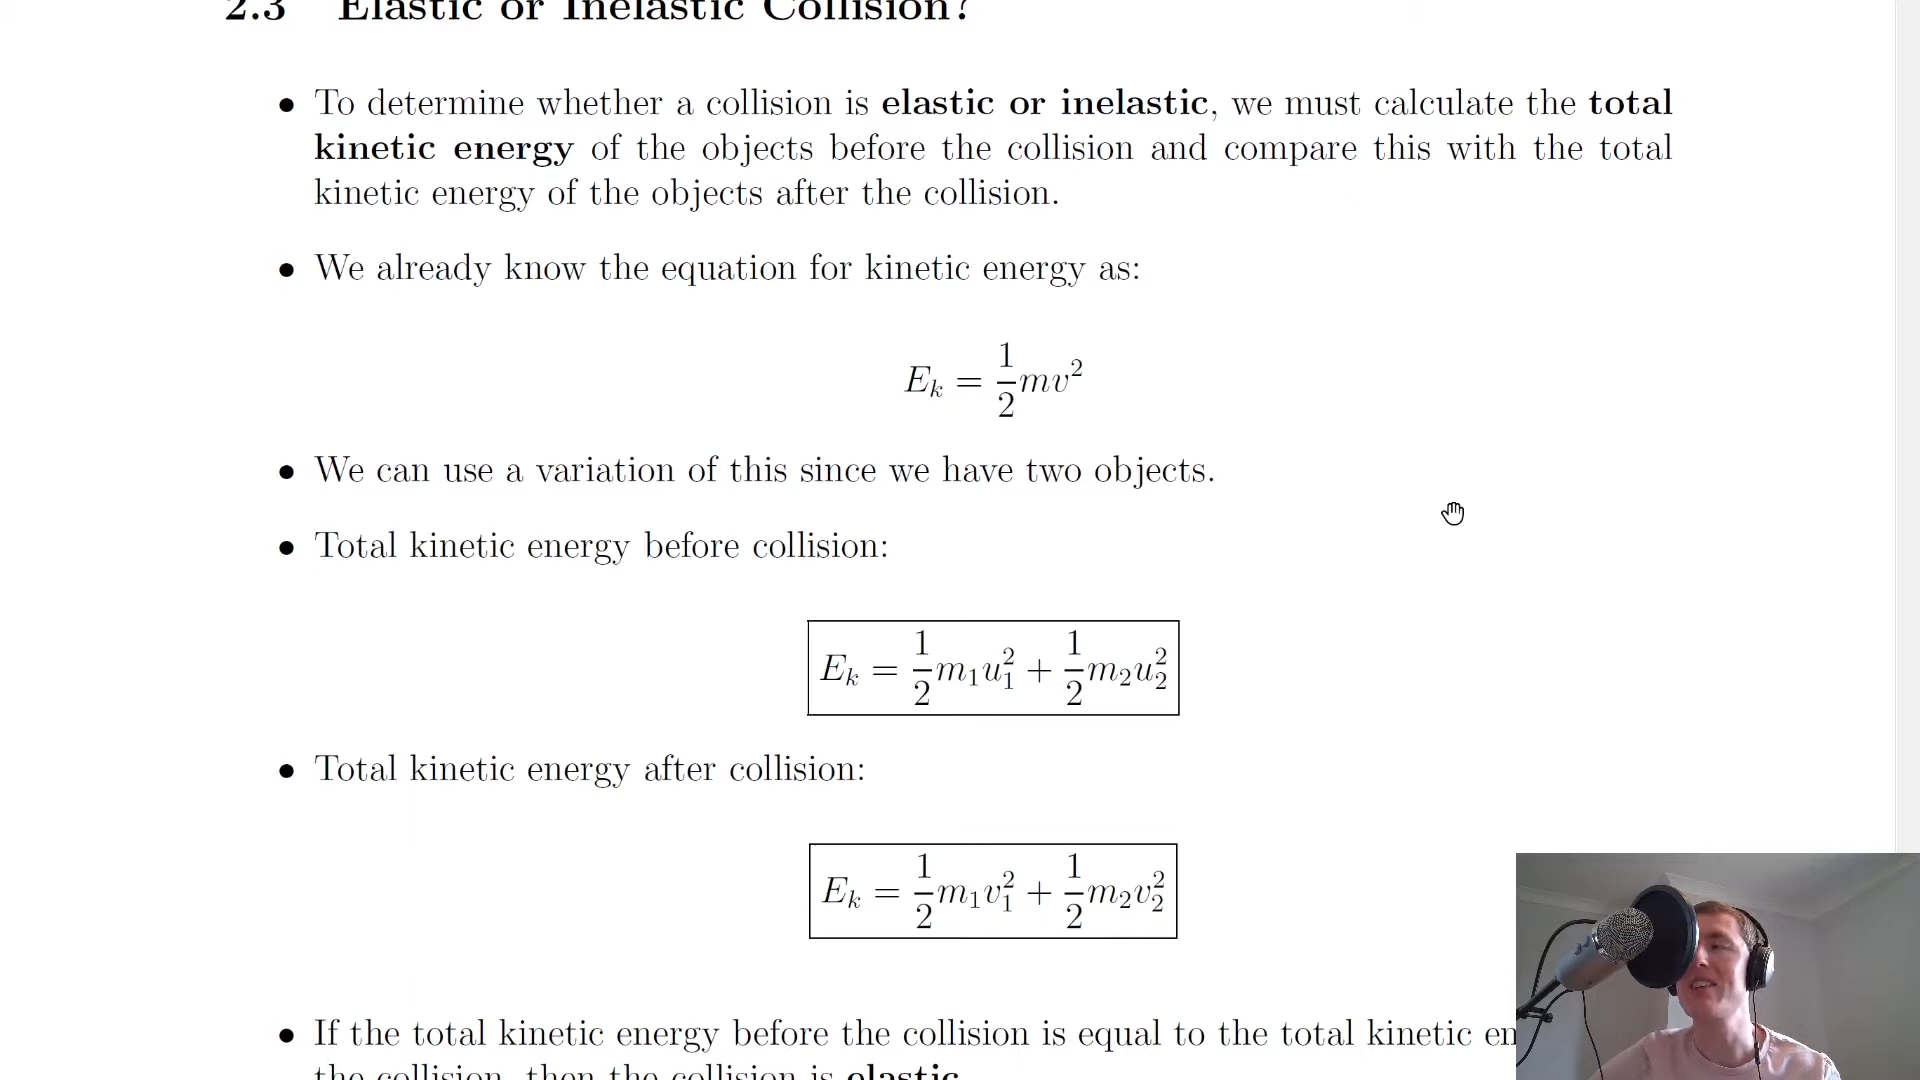 2.3 Elastic or Inelastic Collision?
• To determine whether a collision is elastic or inelastic, we must calculate the total
kinetic energy of the objects before the collision and compare this with the total
kinetic energy of the objects after the collision.
• We already know the equation for kinetic energy as:
E_k = \frac{1}{2}mv^2
• We can use a variation of this since we have two objects.
• Total kinetic energy before collision:
E_k = \frac{1}{2}m_1u_1^2 + \frac{1}{2}m_2u_2^2
• Total kinetic energy after collision:
E_k = \frac{1}{2}m_1v_1^2 + \frac{1}{2}m_2v_2^2
• If the total kinetic energy before the collision is equal to the total kinetic
the collision, then the collision is elastic.